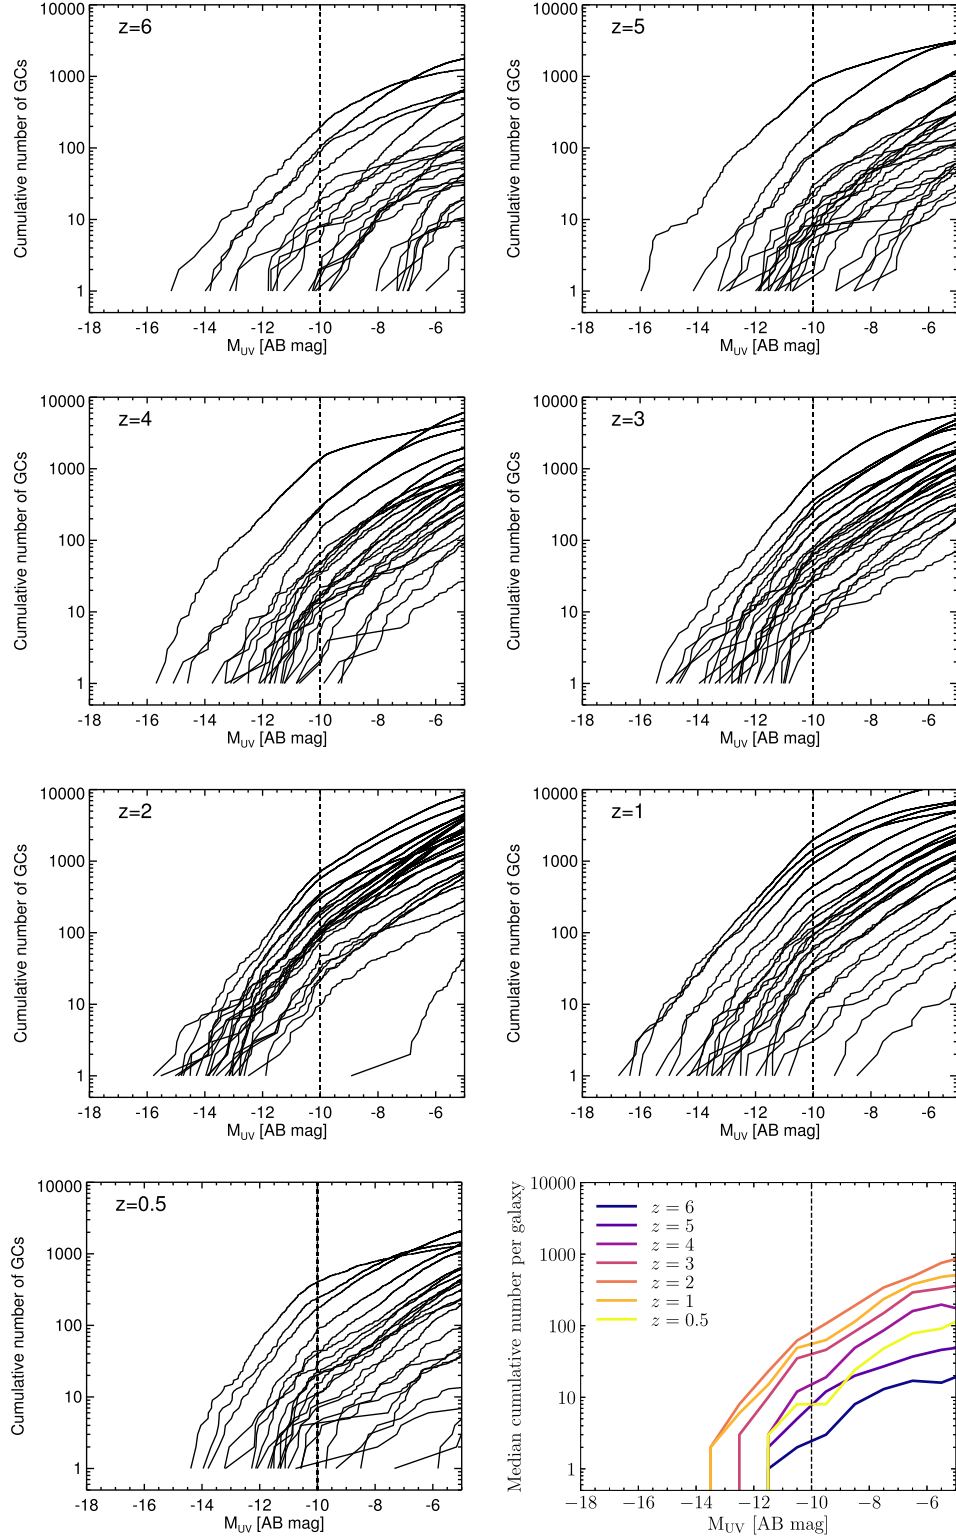 z=6
Cumulative number of GCs
10000
1000
100
10
1
-18 -16 -14 -12 -10 -8 -6
M_UV [AB mag]
z=5
Cumulative number of GCs
10000
1000
100
10
1
-18 -16 -14 -12 -10 -8 -6
M_UV [AB mag]
z=4
Cumulative number of GCs
10000
1000
100
10
1
-18 -16 -14 -12 -10 -8 -6
M_UV [AB mag]
z=3
Cumulative number of GCs
10000
1000
100
10
1
-18 -16 -14 -12 -10 -8 -6
M_UV [AB mag]
z=2
Cumulative number of GCs
10000
1000
100
10
1
-18 -16 -14 -12 -10 -8 -6
M_UV [AB mag]
z=1
Cumulative number of GCs
10000
1000
100
10
1
-18 -16 -14 -12 -10 -8 -6
M_UV [AB mag]
z=0.5
Cumulative number of GCs
10000
1000
100
10
1
-18 -16 -14 -12 -10 -8 -6
M_UV [AB mag]
Median cumulative number per galaxy
10000
1000
100
10
1
z = 6
z = 5
z = 4
z = 3
z = 2
z = 1
z = 0.5
−18 −16 −14 −12 −10 −8 −6
M_UV [AB mag]